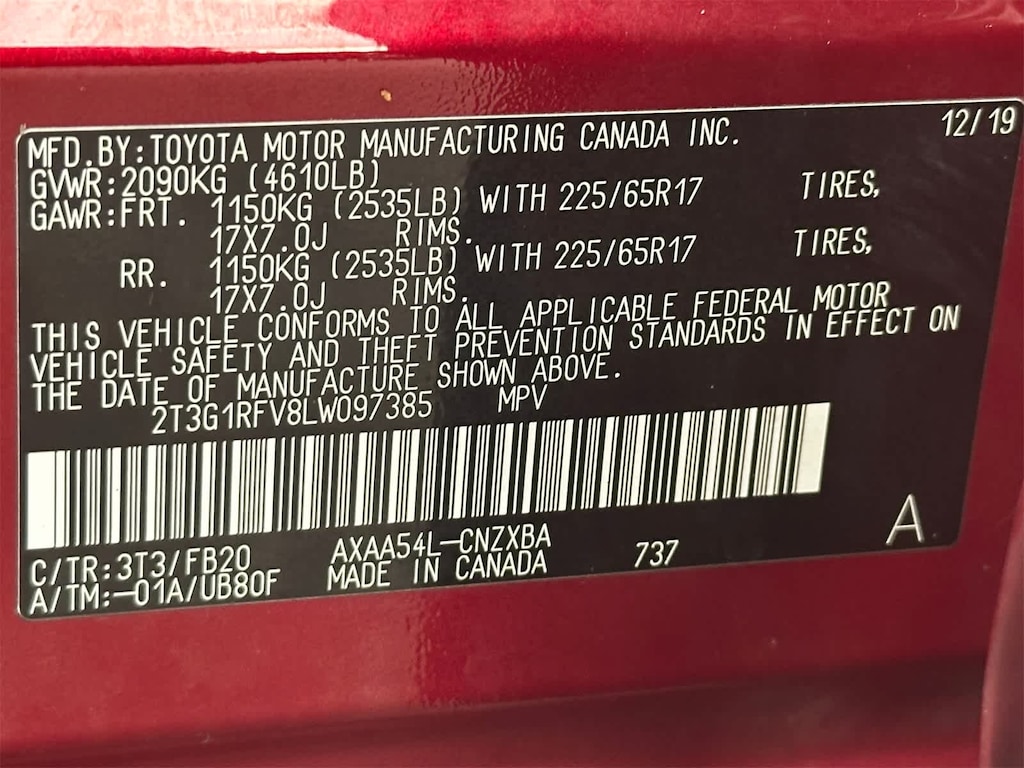 MFD.BY:TOYOTA MOTOR MANUFACTURING CANADA INC. 12/19
GVWR:2090KG (4610LB)
GAWR:FRT. 1150KG (2535LB) WITH 225/65R17 TIRES,
17X7.0J RIMS.
RR. 1150KG (2535LB) WITH 225/65R17 TIRES,
17X7.0J RIMS.
THIS VEHICLE CONFORMS TO ALL APPLICABLE FEDERAL MOTOR
VEHICLE SAFETY AND THEFT PREVENTION STANDARDS IN EFFECT ON
THE DATE OF MANUFACTURE SHOWN ABOVE.
2T3G1RFV8LW097385 MPV
C/TR:3T3/FB20 AXAA54L-CNZXBA 737 A
A/TM:-01A/UB80F MADE IN CANADA